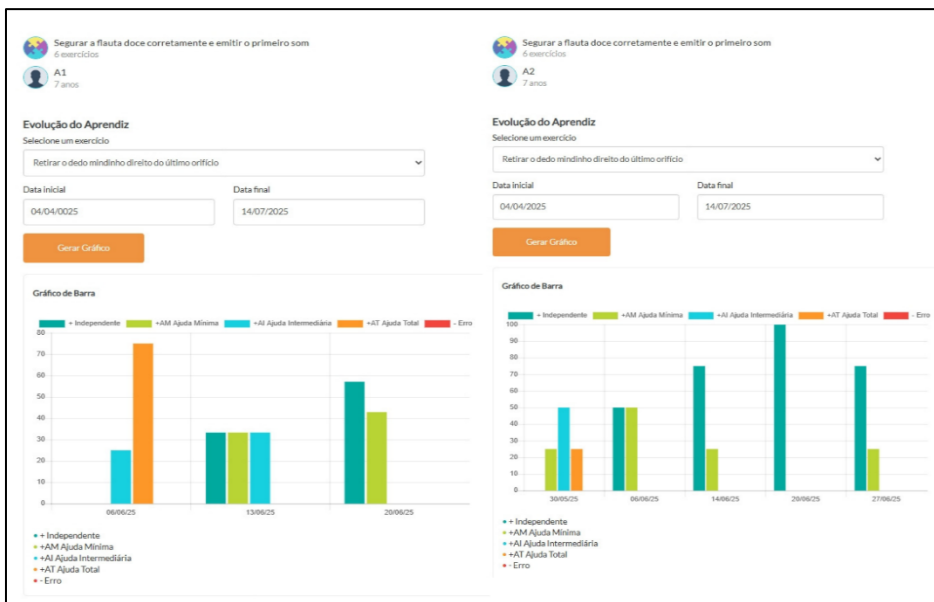 Segurar a flauta doce corretamente e emitir o primeiro som
6 exercícios
A1
7 anos
Evolução do Aprendiz
Selecione um exercício
Retirar o dedo mindinho direito do último orifício
Data inicial
Data final
04/04/0025
14/07/2025
Gerar Gráfico
Gráfico de Barra
+ Independente
+AM Ajuda Mínima
+AI Ajuda Intermediária
+AT Ajuda Total
- Erro
80
70
60
50
40
30
20
10
0
06/06/25
13/06/25
20/06/25
+ Independente
+AM Ajuda Mínima
+AI Ajuda Intermediária
+AT Ajuda Total
- Erro
Segurar a flauta doce corretamente e emitir o primeiro som
6 exercícios
A2
7 anos
Evolução do Aprendiz
Selecione um exercício
Retirar o dedo mindinho direito do último orifício
Data inicial
Data final
04/04/2025
14/07/2025
Gerar Gráfico
Gráfico de Barra
+ Independente
+AM Ajuda Mínima
+AI Ajuda Intermediária
+AT Ajuda Total
- Erro
100
90
80
70
60
50
40
30
20
10
0
30/05/25
06/06/25
14/06/25
20/06/25
27/06/25
+ Independente
+AM Ajuda Mínima
+AI Ajuda Intermediária
+AT Ajuda Total
- Erro